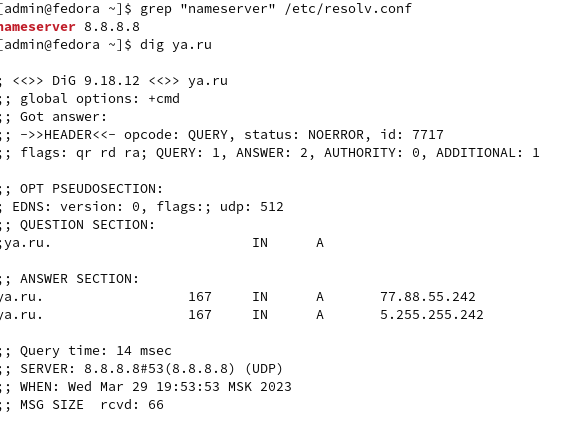 [admin@fedora ~]$ grep "nameserver" /etc/resolv.conf
nameserver 8.8.8.8
[admin@fedora ~]$ dig ya.ru
; <<>> DiG 9.18.12 <<>> ya.ru
;; global options: +cmd
;; Got answer:
;; ->>HEADER<<- opcode: QUERY, status: NOERROR, id: 7717
;; flags: qr rd ra; QUERY: 1, ANSWER: 2, AUTHORITY: 0, ADDITIONAL: 1
;; OPT PSEUDOSECTION:
; EDNS: version: 0, flags:; udp: 512
;; QUESTION SECTION:
;ya.ru. IN A
;; ANSWER SECTION:
ya.ru. 167 IN A 77.88.55.242
ya.ru. 167 IN A 5.255.255.242
;; Query time: 14 msec
;; SERVER: 8.8.8.8#53(8.8.8.8) (UDP)
;; WHEN: Wed Mar 29 19:53:53 MSK 2023
;; MSG SIZE  rcvd: 66